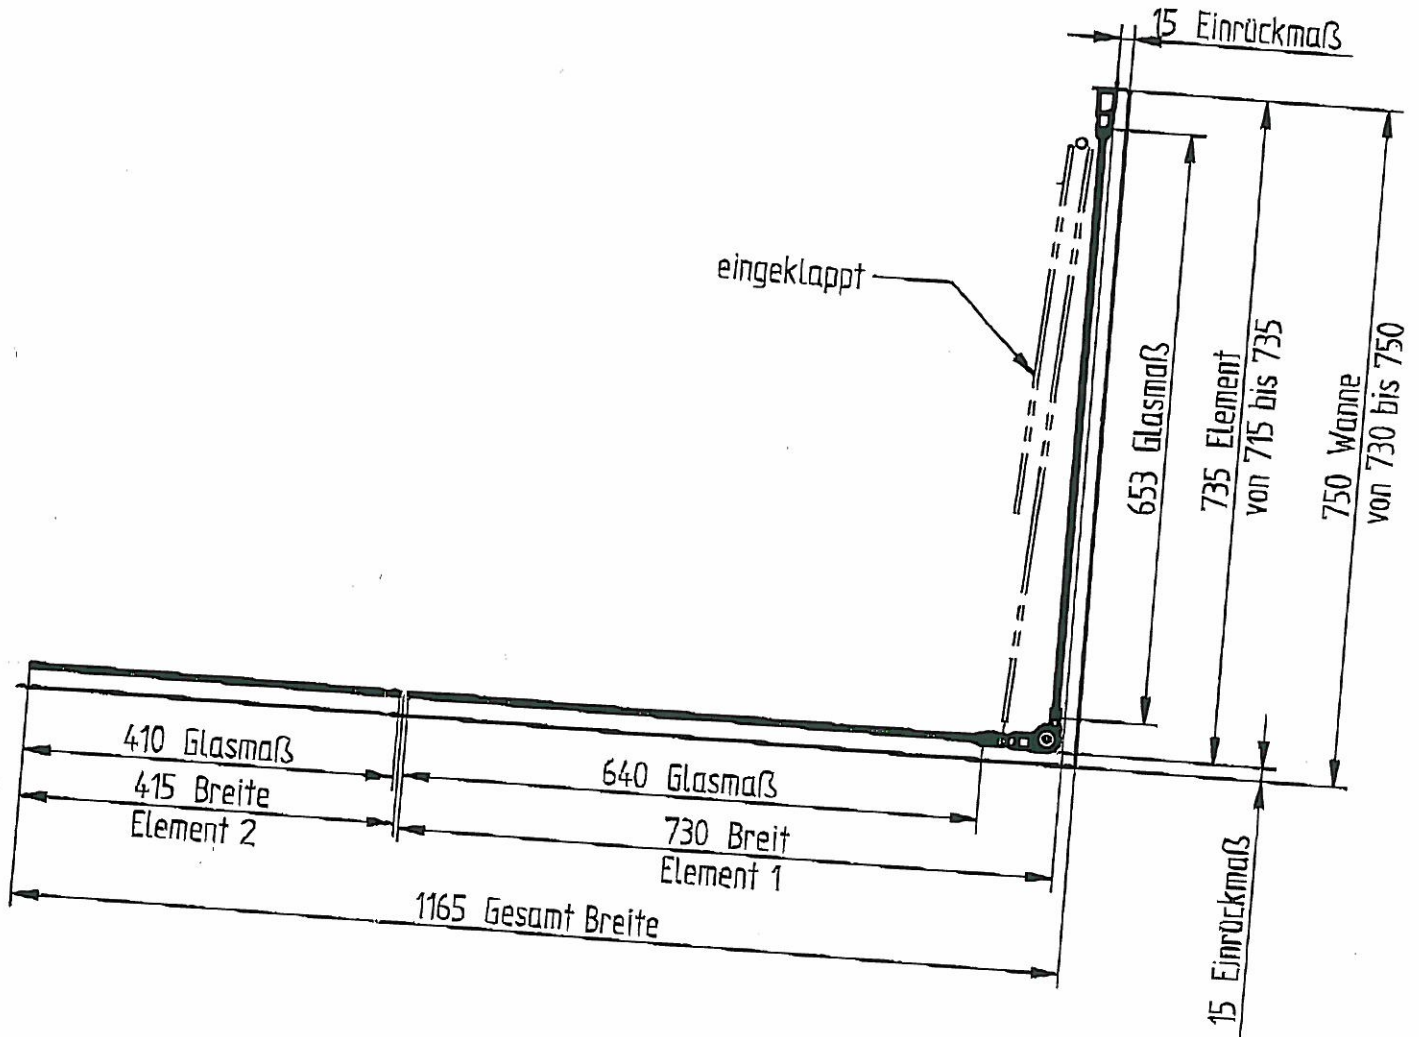 15 Einrückmaß
eingeklappt
653 Glasmaß
735 Element
von 715 bis 735
750 Wanne
von 730 bis 750
410 Glasmaß
415 Breite
Element 2
640 Glasmaß
730 Breit
Element 1
1165 Gesamt Breite
15 Einrückmaß